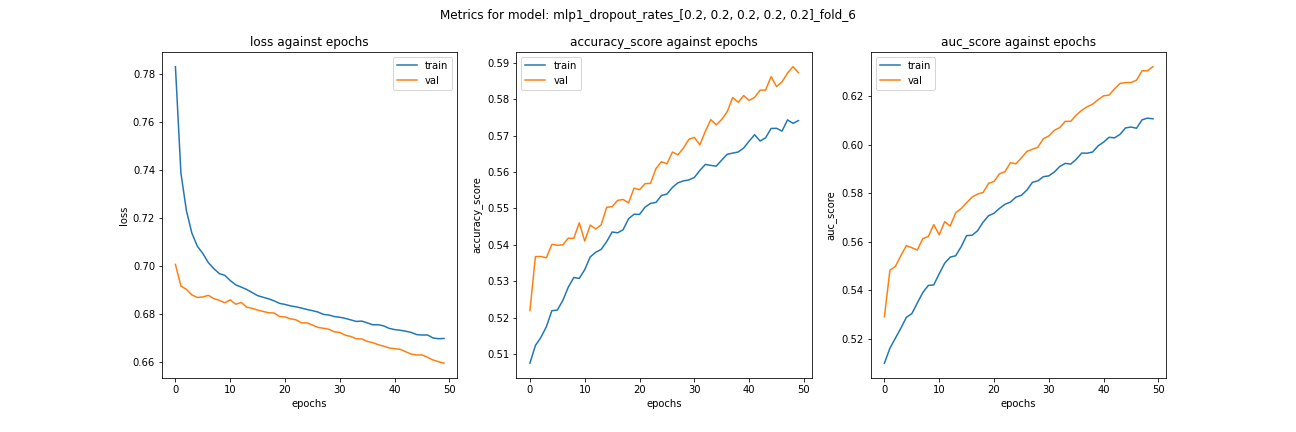 Metrics for model: mlp1_dropout_rates_[0.2, 0.2, 0.2, 0.2, 0.2]_fold_6
loss against epochs
train
val
0.78
0.76
0.74
0.72
0.70
0.68
0.66
loss
0 10 20 30 40 50
epochs
accuracy_score against epochs
train
val
0.59
0.58
0.57
0.56
0.55
0.54
0.53
0.52
0.51
accuracy_score
0 10 20 30 40 50
epochs
auc_score against epochs
train
val
0.62
0.60
0.58
0.56
0.54
0.52
auc_score
0 10 20 30 40 50
epochs